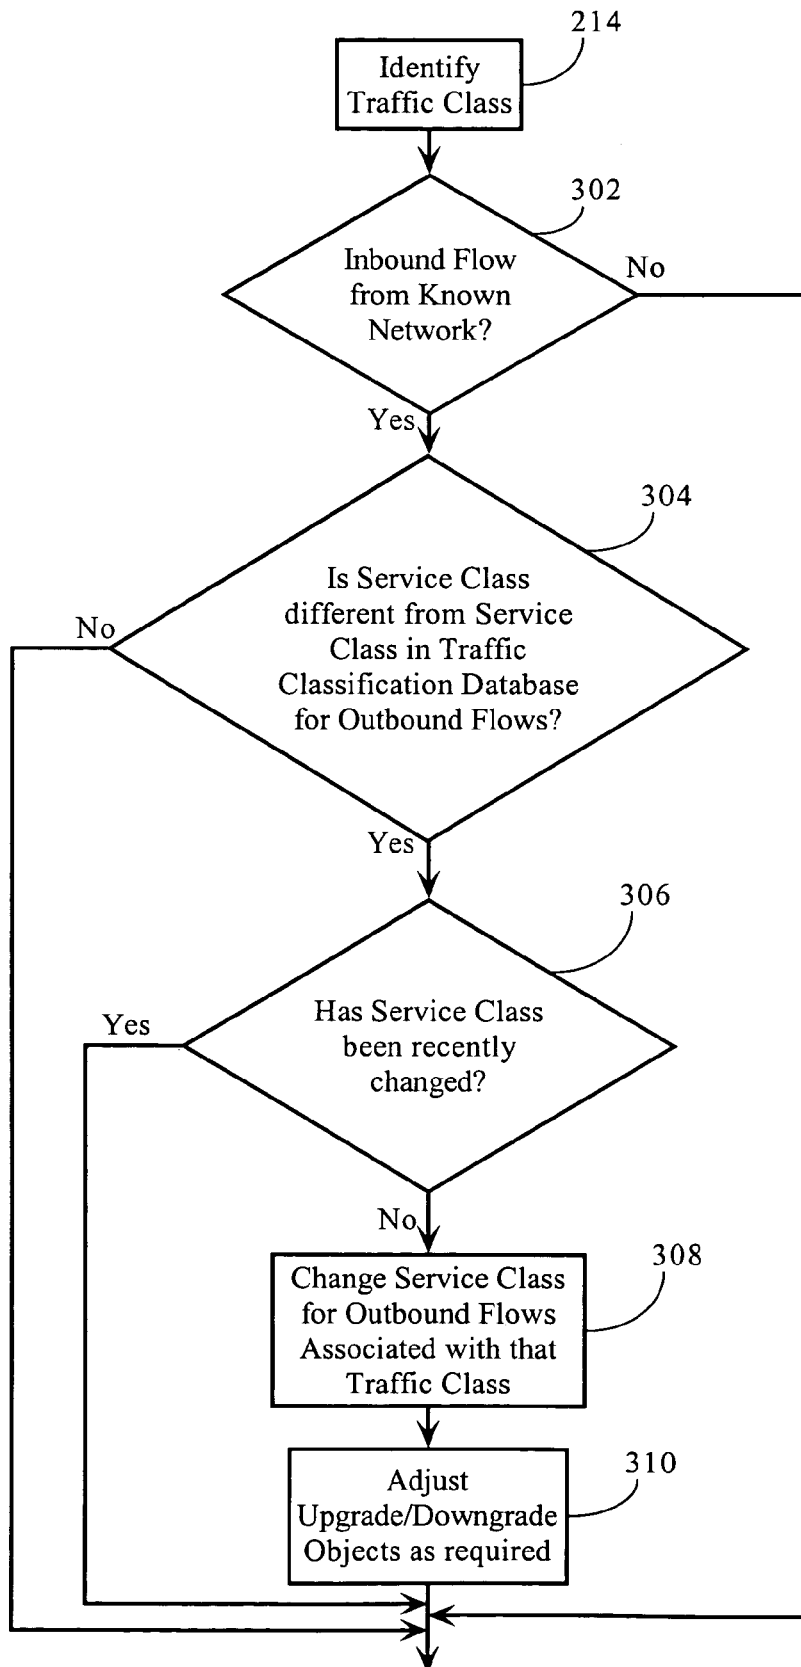 214
Identify
Traffic Class
302
Inbound Flow
from Known
Network?
No
Yes
304
Is Service Class
different from Service
Class in Traffic
Classification Database
for Outbound Flows?
No
Yes
306
Has Service Class
been recently
changed?
Yes
No
308
Change Service Class
for Outbound Flows
Associated with that
Traffic Class
310
Adjust
Upgrade/Downgrade
Objects as required